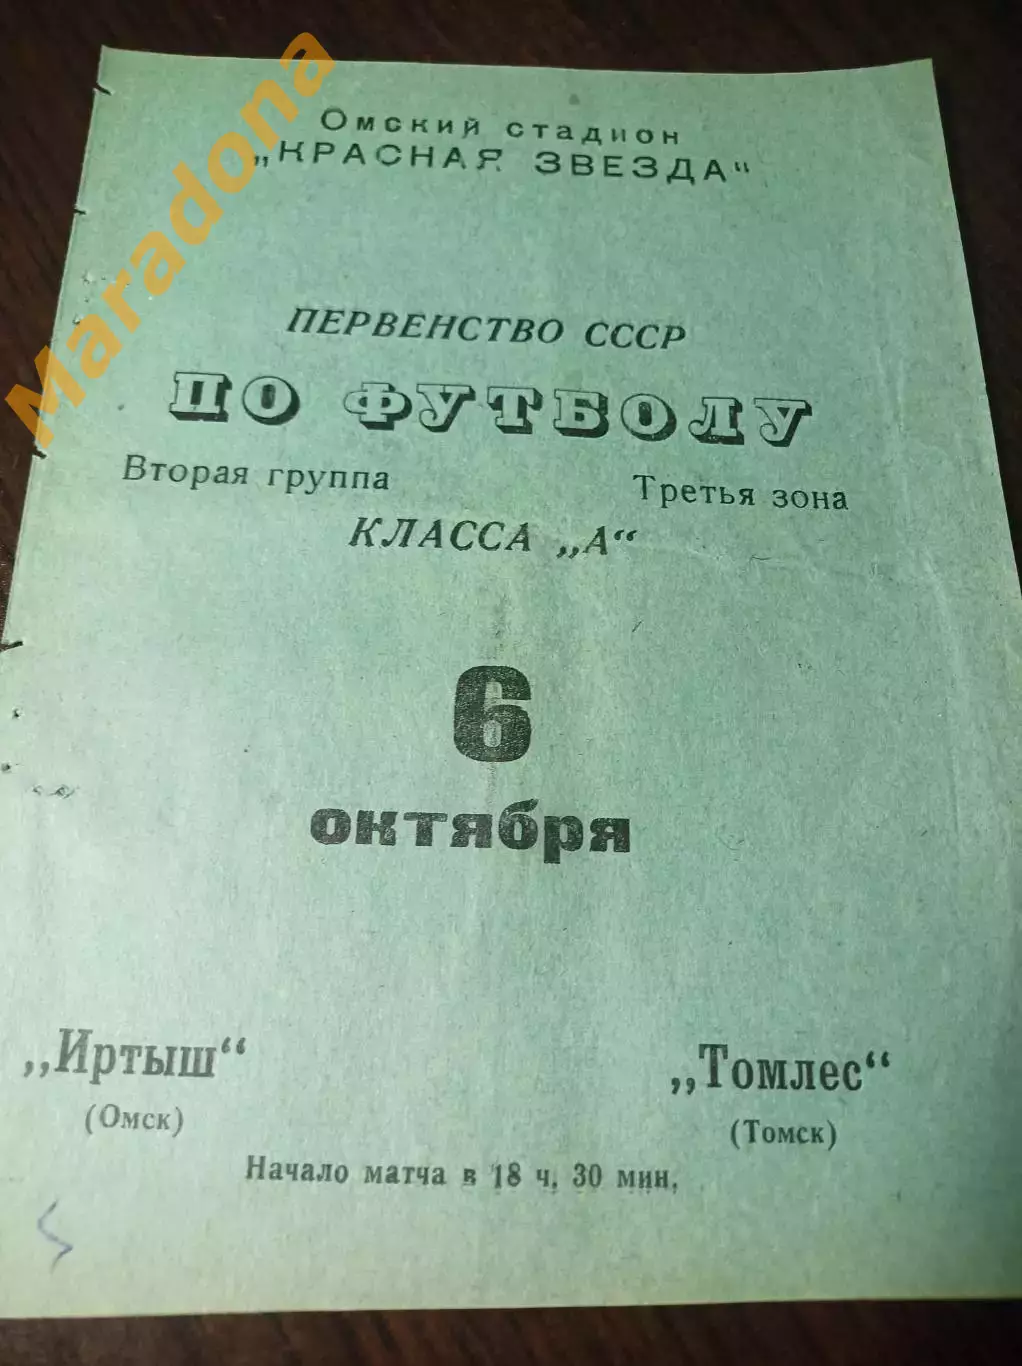 Maradona
Омский стадион
„КРАСНАЯ ЗВЕЗДА“
ПЕРВЕНСТВО СССР
ПО ФУТБОЛУ
Вторая группа Третья зона
КЛАССА „А“
6
октября
„Иртыш“ „Томлес“
(Омск) (Томск)
Начало матча в 18 ч, 30 мин,